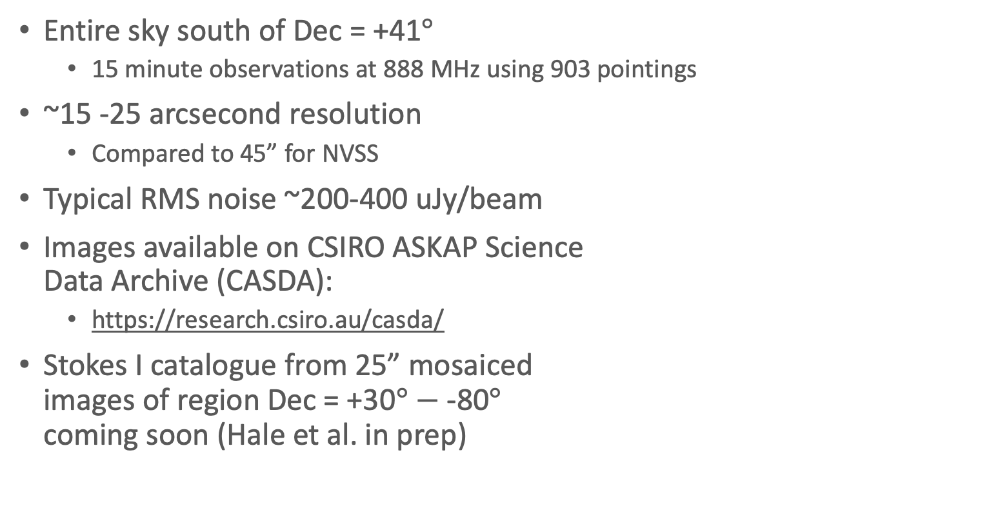 • Entire sky south of Dec = +41°
• 15 minute observations at 888 MHz using 903 pointings
• ~15 -25 arcsecond resolution
• Compared to 45” for NVSS
• Typical RMS noise ~200-400 uJy/beam
• Images available on CSIRO ASKAP Science
Data Archive (CASDA):
• https://research.csiro.au/casda/
• Stokes I catalogue from 25” mosaiced
images of region Dec = +30° — -80°
coming soon (Hale et al. in prep)